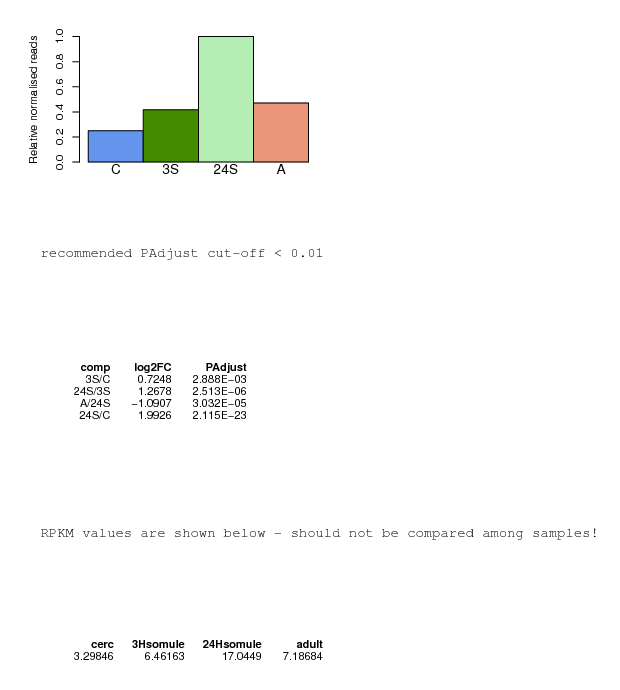 Relative normalised reads
1.0
0.8
0.6
0.4
0.2
0.0
C 3S 24S A
recommended PAdjust cut-off < 0.01
comp log2FC PAdjust
3S/C 0.7248 2.888E−03
24S/3S 1.2678 2.513E−06
A/24S −1.0907 3.032E−05
24S/C 1.9926 2.115E−23
RPKM values are shown below - should not be compared among samples!
cerc 3Hsomule 24Hsomule adult
3.29846 6.46163 17.0449 7.18684